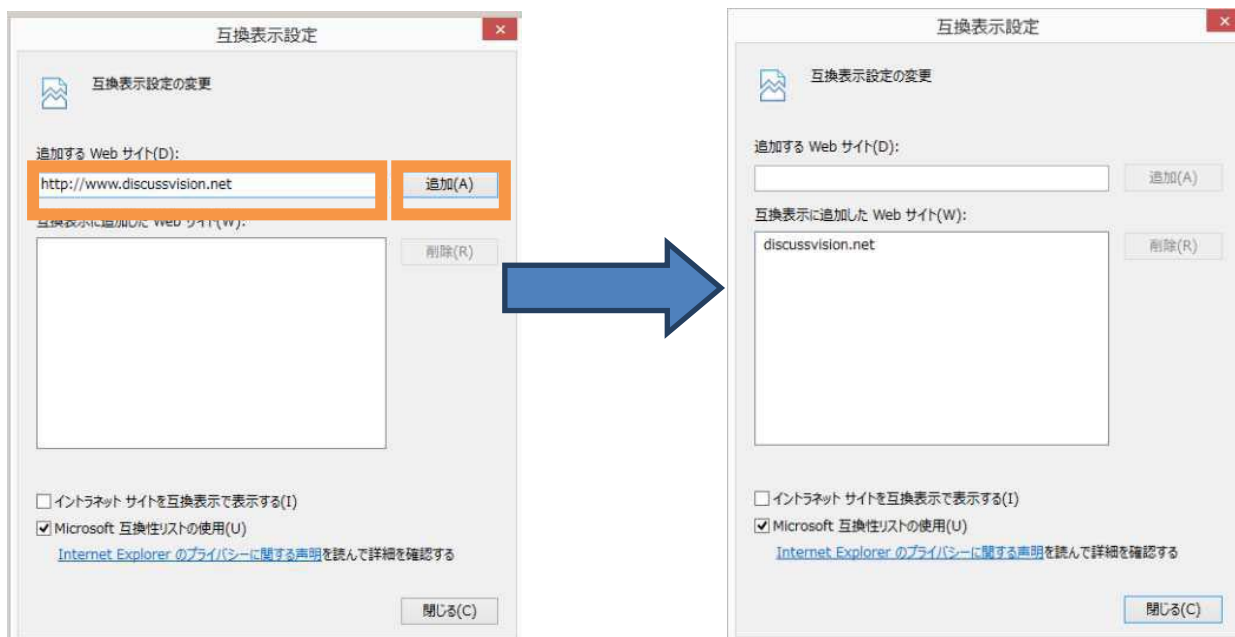 互換表示設定
互換表示設定の変更
追加する Web サイト(D):
http://www.discussvision.net
追加(A)
互換表示に追加した Web サイト(W):
削除(R)
イントラネット サイトを互換表示で表示する(I)
Microsoft 互換性リストの使用(U)
Internet Explorer のプライバシーに関する声明を読んで詳細を確認する
閉じる(C)
互換表示設定
互換表示設定の変更
追加する Web サイト(D):
追加(A)
互換表示に追加した Web サイト(W):
discussvision.net
削除(R)
イントラネット サイトを互換表示で表示する(I)
Microsoft 互換性リストの使用(U)
Internet Explorer のプライバシーに関する声明を読んで詳細を確認する
閉じる(C)